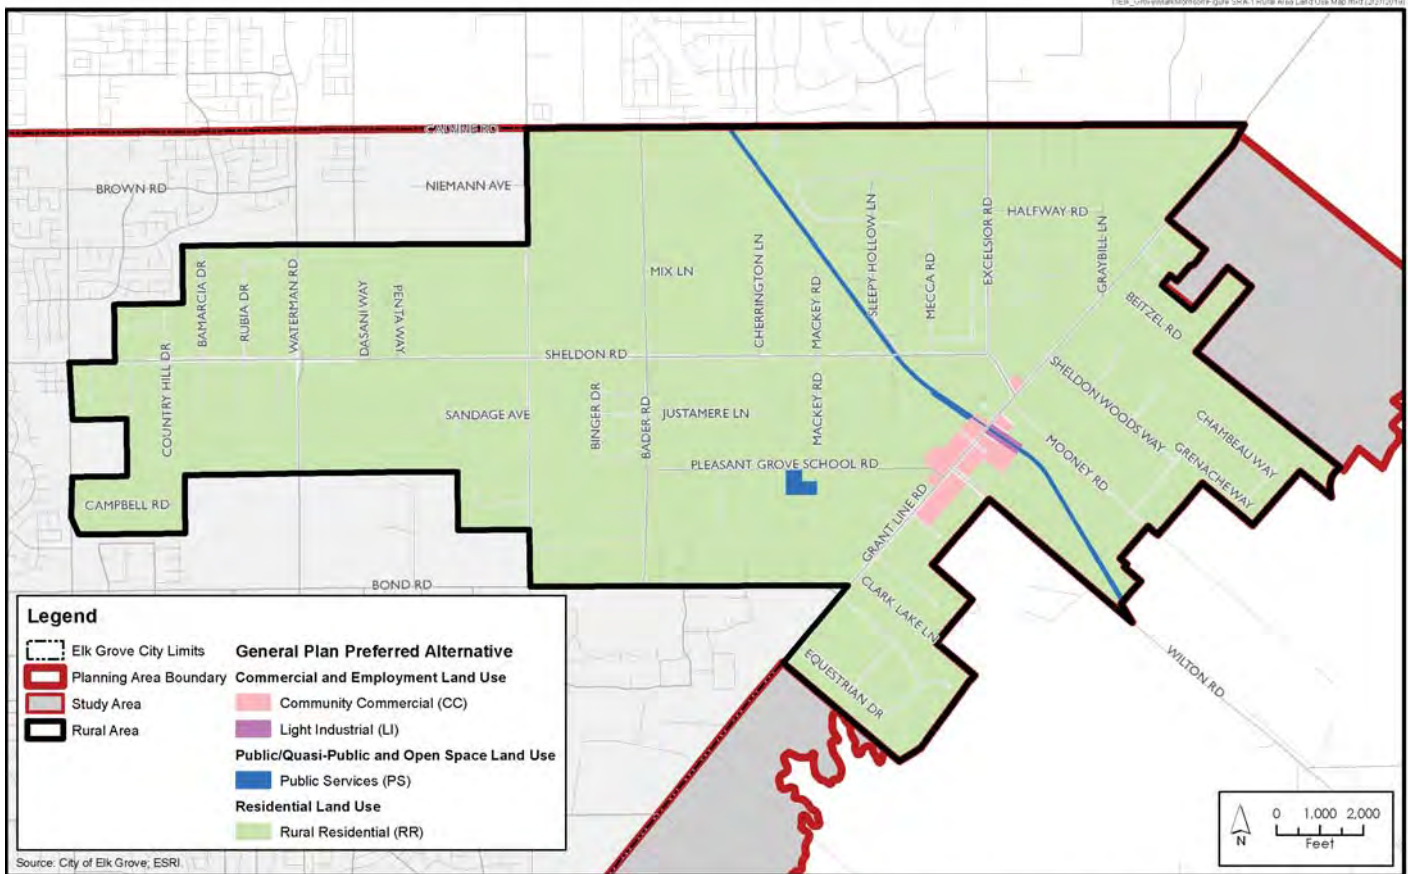 CALVINE RD
BROWN RD
NIEMANN AVE
HALFWAY RD
SLEEPY HOLLOW LN
EXCELSIOR RD
GRAYBILL LN
MECCA RD
CHERRINGTON LN
MACKEY RD
MIX LN
BAMARCIA DR
RUBIA DR
WATERMAN RD
DASANI WAY
PENTA WAY
BEITZEL RD
COUNTRY HILL DR
SHELDON RD
SHELDON WOODS WAY
SANDAGE AVE
BINGER DR
BADER RD
JUSTAMERE LN
MACKEY RD
CHAMBEAU WAY
GRENACHE WAY
MOONEY RD
PLEASANT GROVE SCHOOL RD
CAMPBELL RD
GRANT LINE RD
BOND RD
CLARK LAKE LN
EQUESTRIAN DR
WILTON RD
Legend
Elk Grove City Limits
Planning Area Boundary
Study Area
Rural Area
General Plan Preferred Alternative
Commercial and Employment Land Use
Community Commercial (CC)
Light Industrial (LI)
Public/Quasi-Public and Open Space Land Use
Public Services (PS)
Residential Land Use
Rural Residential (RR)
Source: City of Elk Grove; ESRI.
N
0 1,000 2,000
Feet